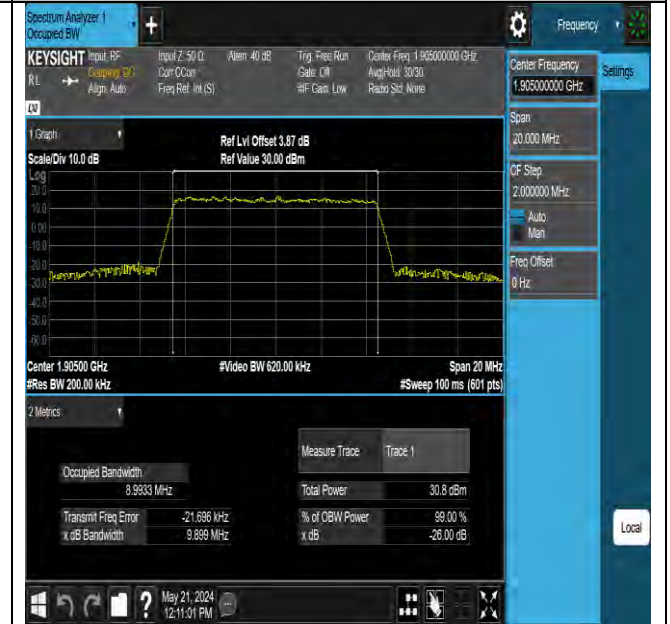 Spectrum Analyzer 1
Occupied BW
Frequency
KEYSIGHT Input: RF
Coupling: DC
Align: Auto
Input Z: 50 Ω
Corr CCorr
Freq Ref: Int (S)
Atten: 40 dB
Trig: Free Run
Gate: Off
#IF Gain: Low
Center Freq: 1.905000000 GHz
Avg|Hold: 30/30
Radio Std: None
RL
Center Frequency
1.905000000 GHz
Settings
Span
20.000 MHz
CF Step
2.000000 MHz
Auto
Man
Freq Offset
0 Hz
1 Graph
Scale/Div 10.0 dB
Ref Lvl Offset 3.87 dB
Ref Value 30.00 dBm
Log
20.0
10.0
0.00
-10.0
-20.0
-30.0
-40.0
-50.0
-60.0
Center 1.90500 GHz
#Video BW 620.00 kHz
Span 20 MHz
#Res BW 200.00 kHz
#Sweep 100 ms (601 pts)
2 Metrics
Measure Trace Trace 1
Occupied Bandwidth
8.9933 MHz
Total Power 30.8 dBm
Transmit Freq Error -21.696 kHz
% of OBW Power 99.00 %
x dB Bandwidth 9.899 MHz
x dB -26.00 dB
Local
?
May 21, 2024
12:11:01 PM